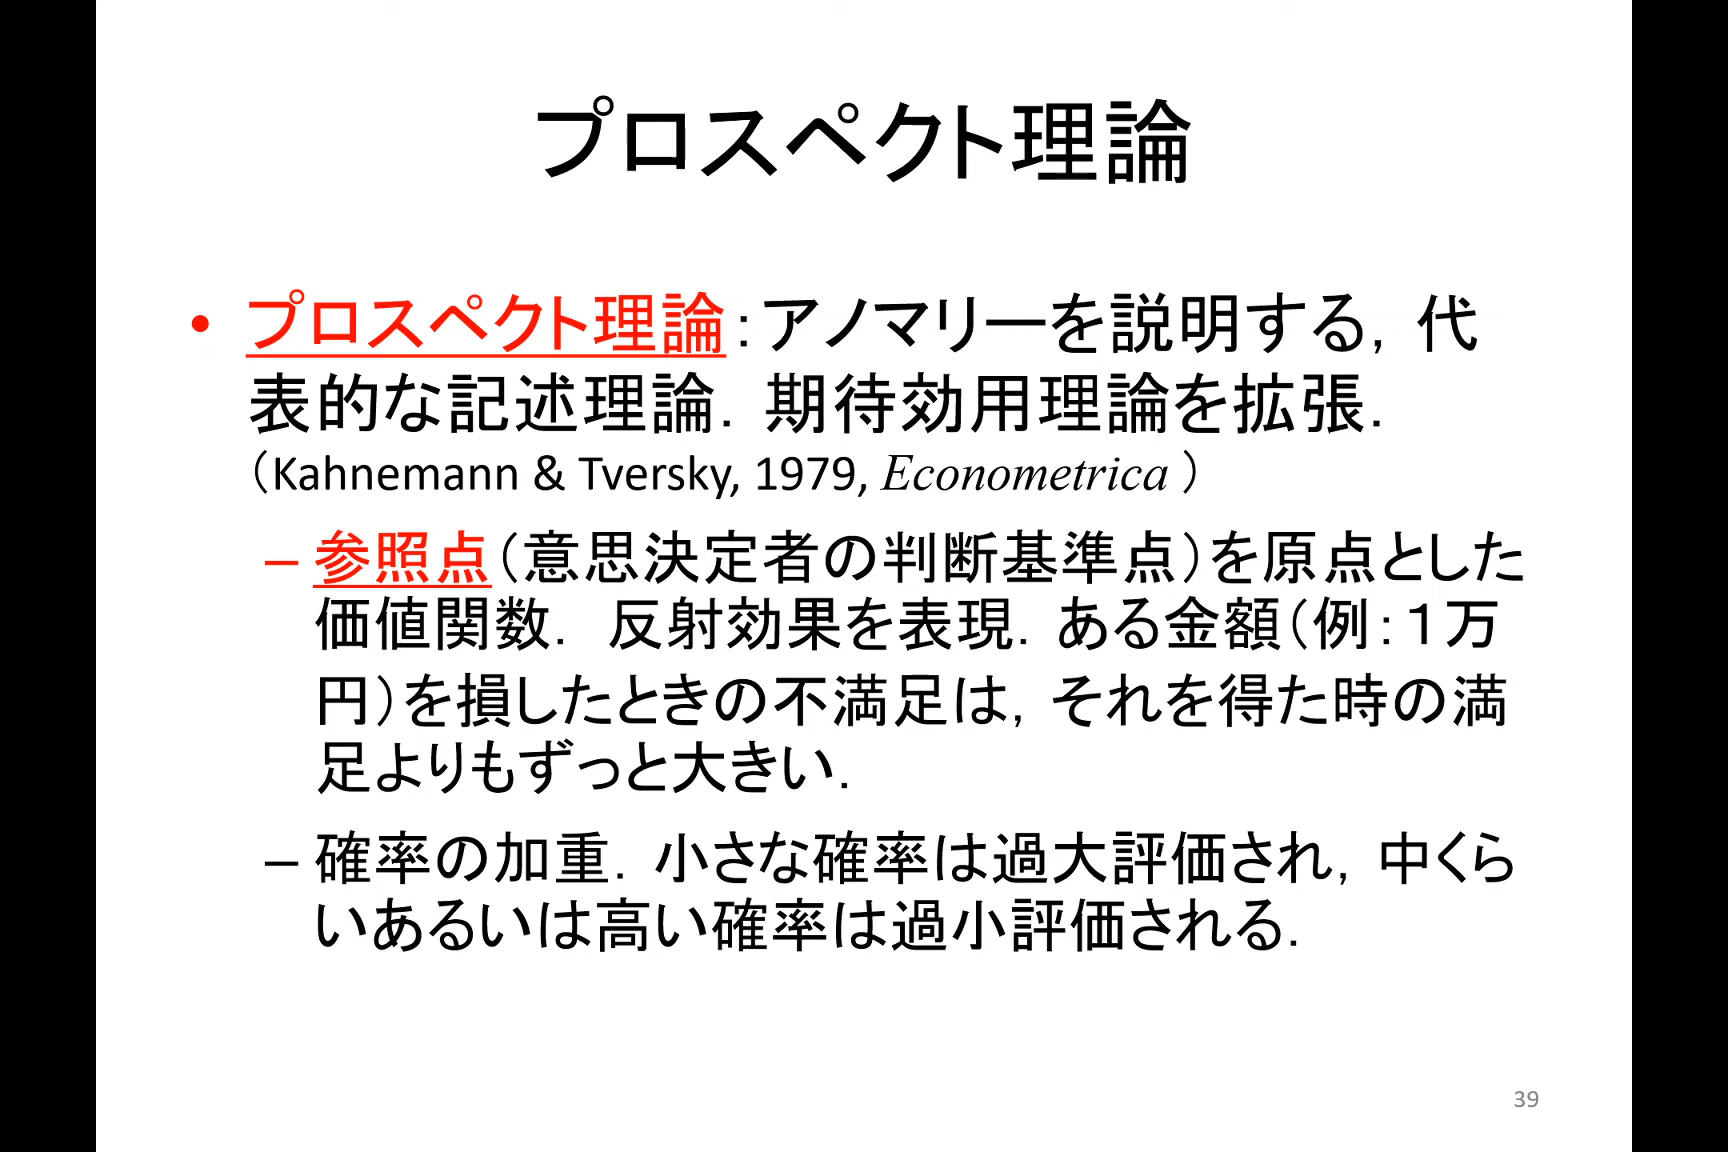 プロスペクト理論
• プロスペクト理論：アノマリーを説明する，代
表的な記述理論．期待効用理論を拡張．
（Kahnemann & Tversky, 1979, Econometrica ）
– 参照点（意思決定者の判断基準点）を原点とした
価値関数． 反射効果を表現．ある金額（例：１万
円）を損したときの不満足は，それを得た時の満
足よりもずっと大きい．
– 確率の加重．小さな確率は過大評価され，中くら
いあるいは高い確率は過小評価される．
39